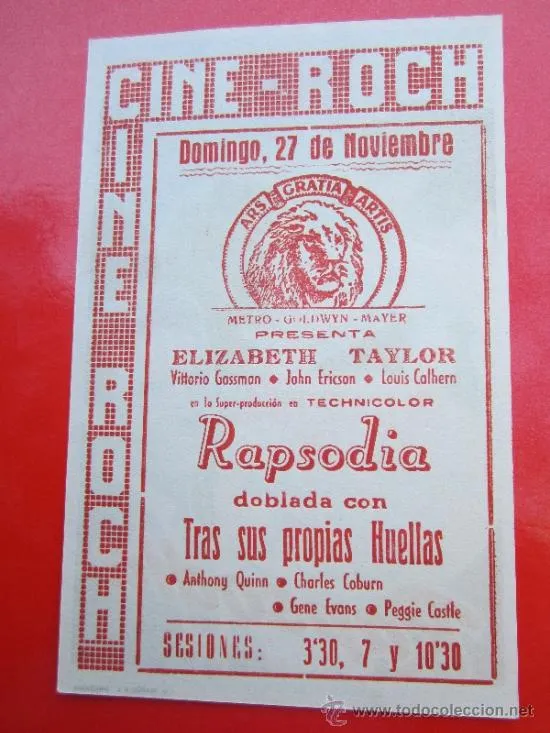 CINE-ROCH
CINE ROCH
Domingo, 27 de Noviembre
ARS GRATIA ARTIS
METRO - GOLDWYN - MAYER
PRESENTA
ELIZABETH TAYLOR
Vittorio Gassman • John Ericson • Louis Calhern
en la Super-producción en TECHNICOLOR
Rapsodia
doblada con
Tras sus propias Huellas
• Anthony Quinn • Charles Coburn
• Gene Evans • Peggie Castle
SESIONES: 3'30, 7 y 10'30
www.todocoleccion.net